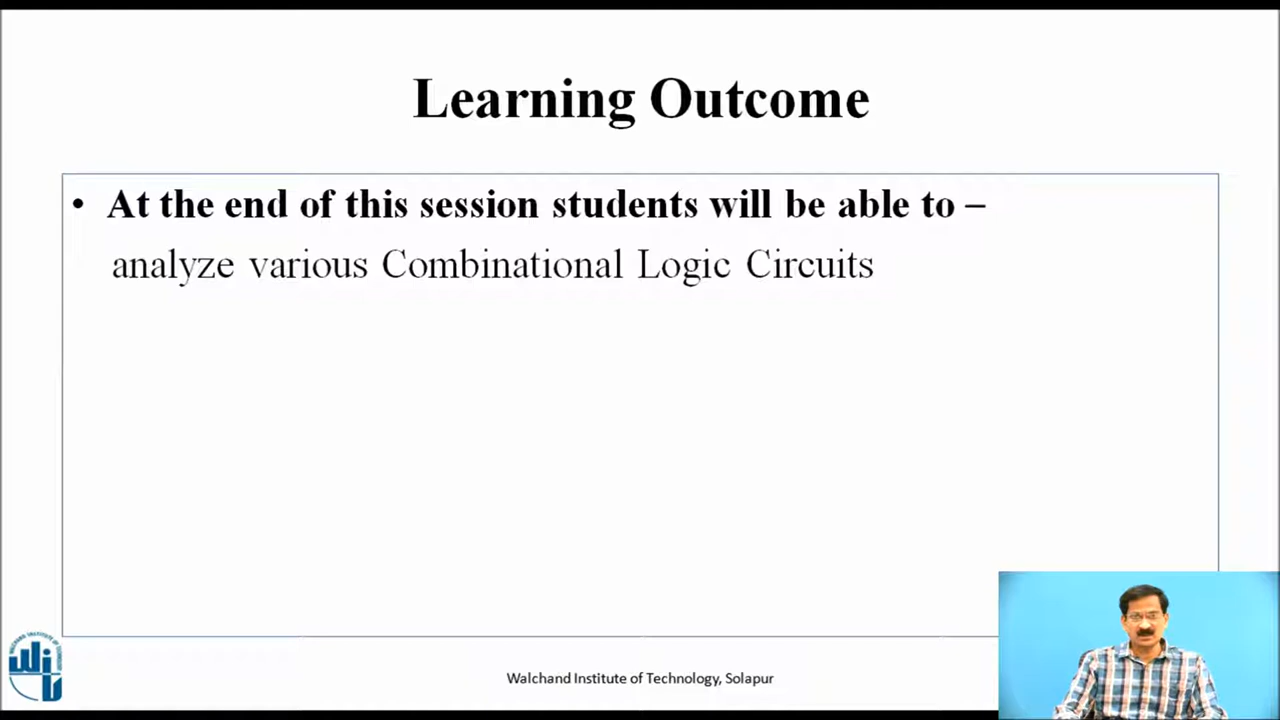 Learning Outcome
• At the end of this session students will be able to –
analyze various Combinational Logic Circuits
Walchand Institute of Technology, Solapur